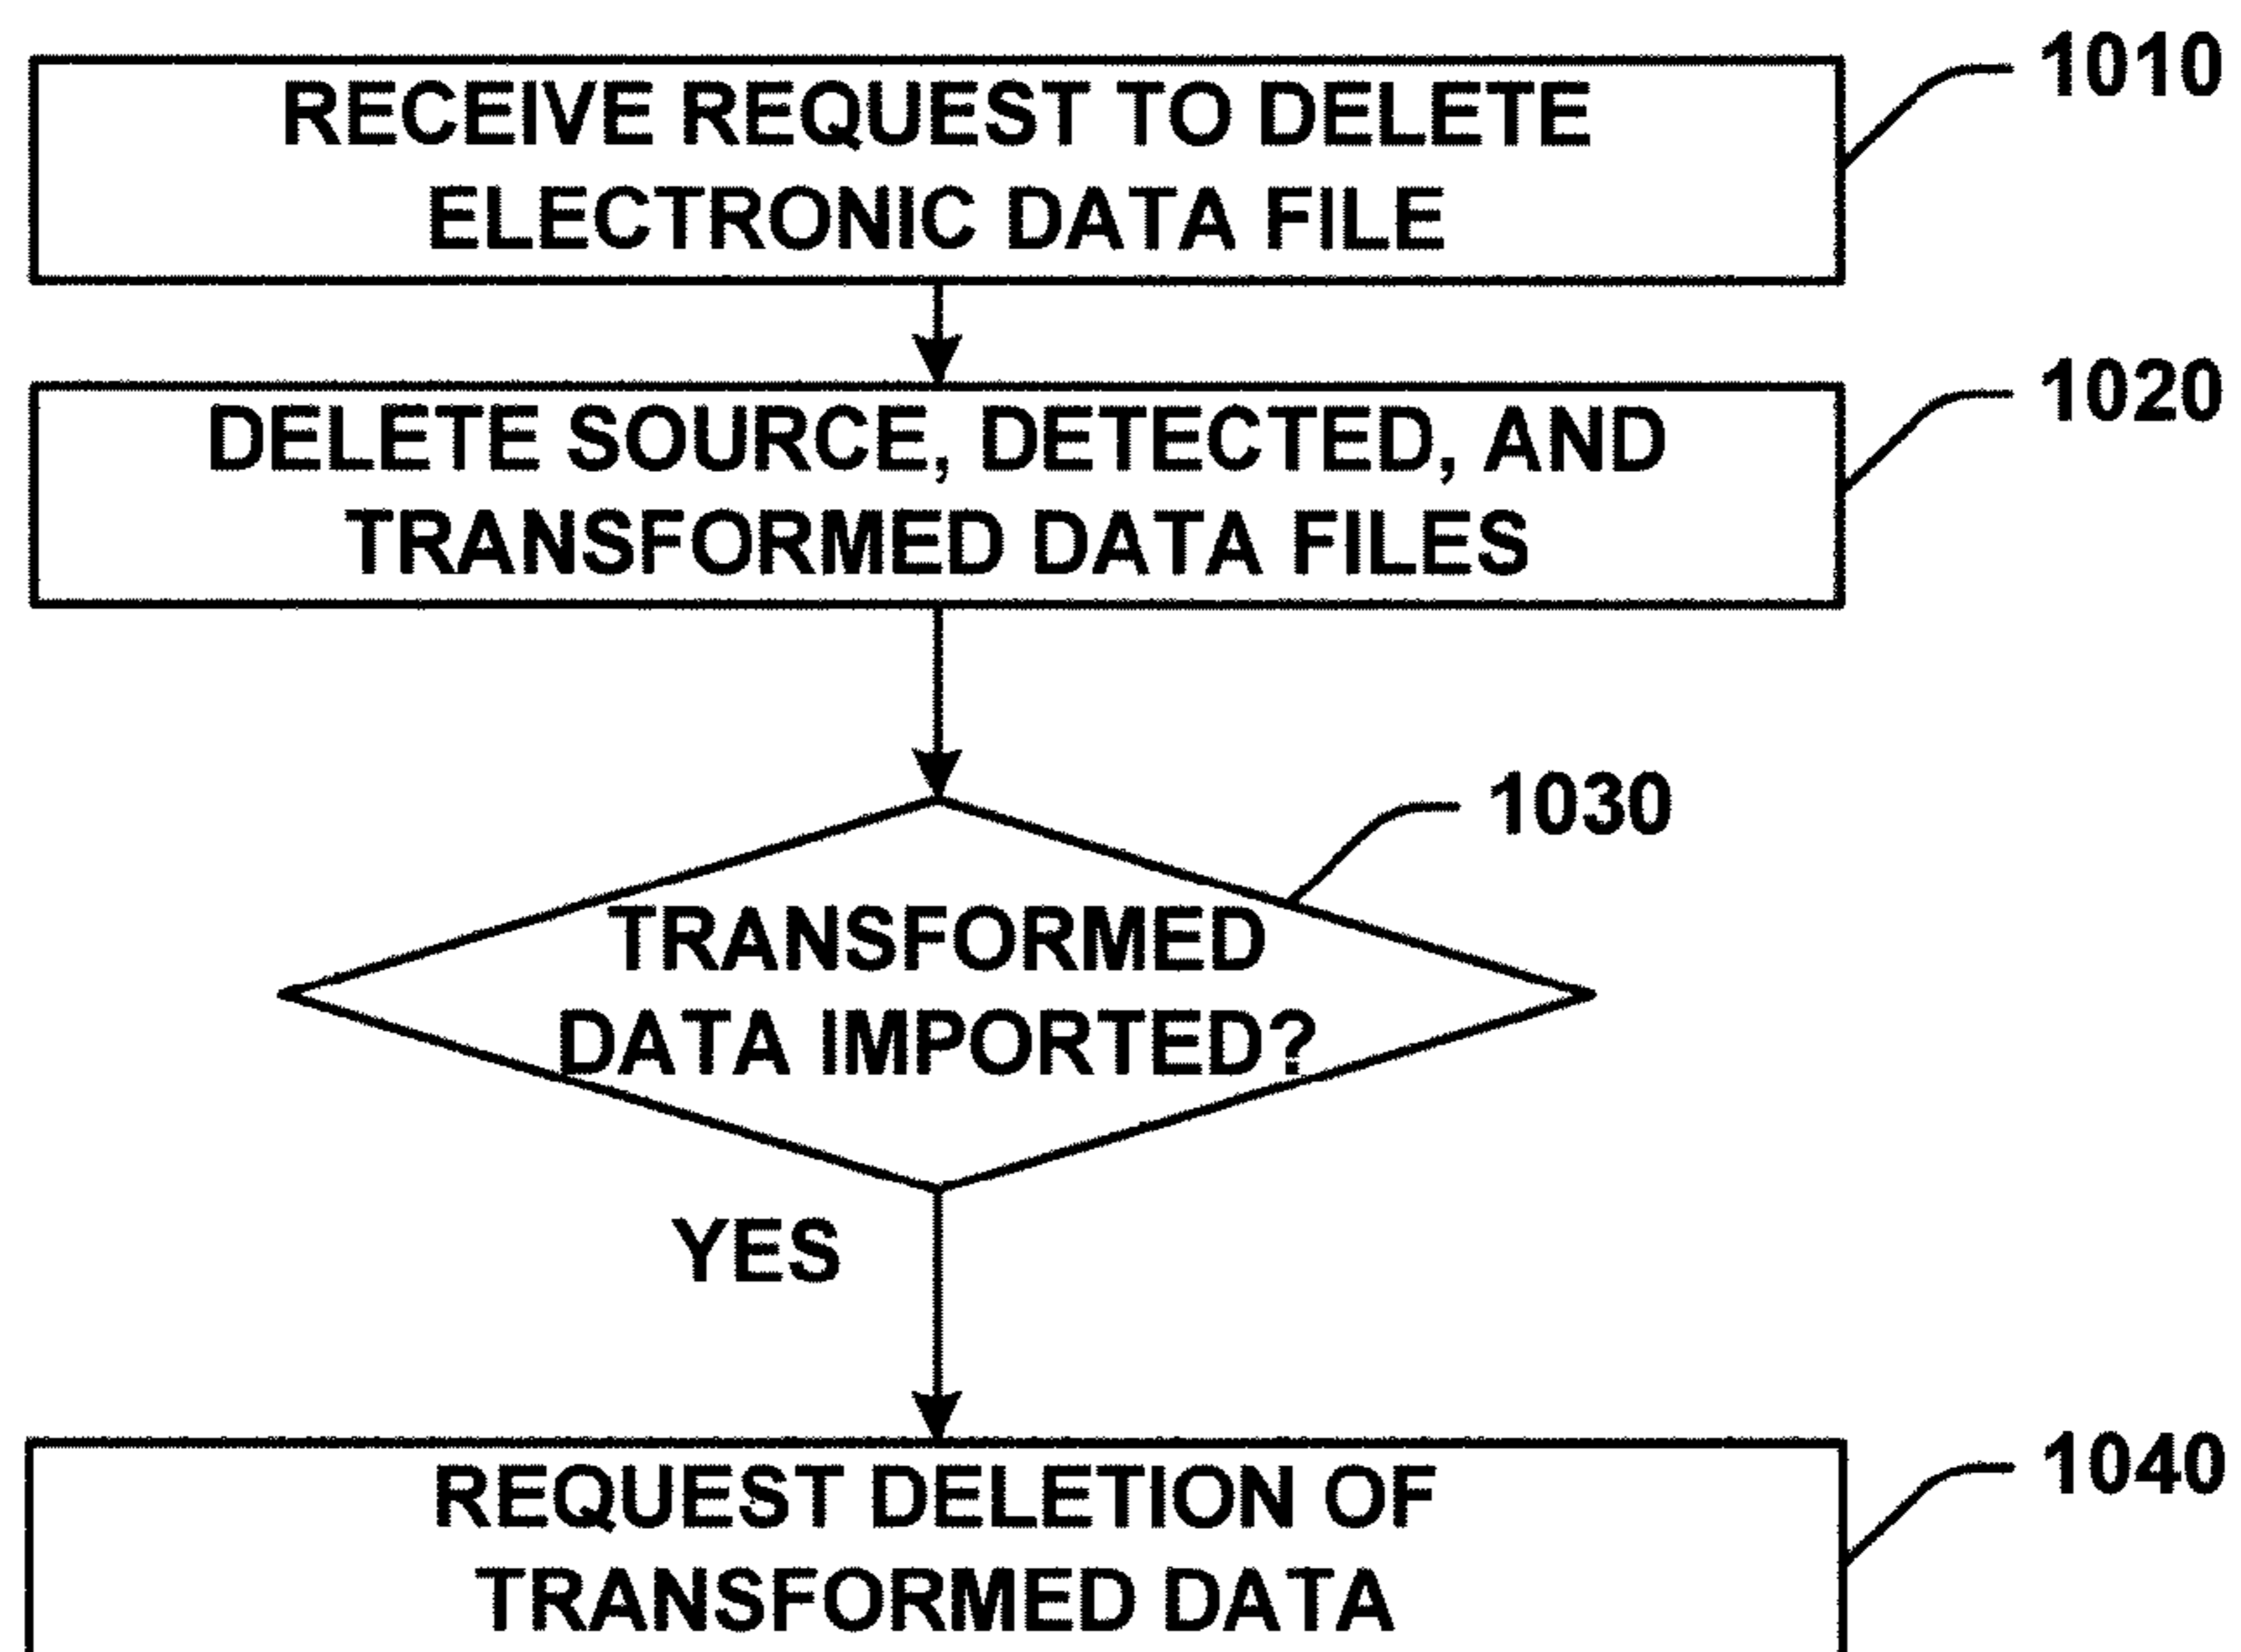 RECEIVE REQUEST TO DELETE
ELECTRONIC DATA FILE
1010
DELETE SOURCE, DETECTED, AND
TRANSFORMED DATA FILES
1020
1030
TRANSFORMED
DATA IMPORTED?
YES
REQUEST DELETION OF
TRANSFORMED DATA
1040